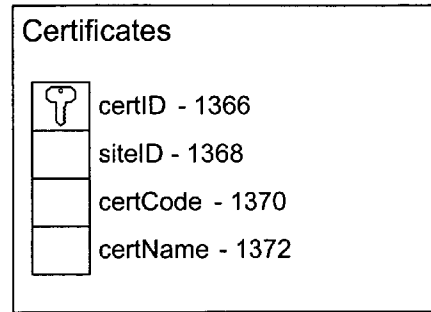 Certificates
certID - 1366
siteID - 1368
certCode - 1370
certName - 1372